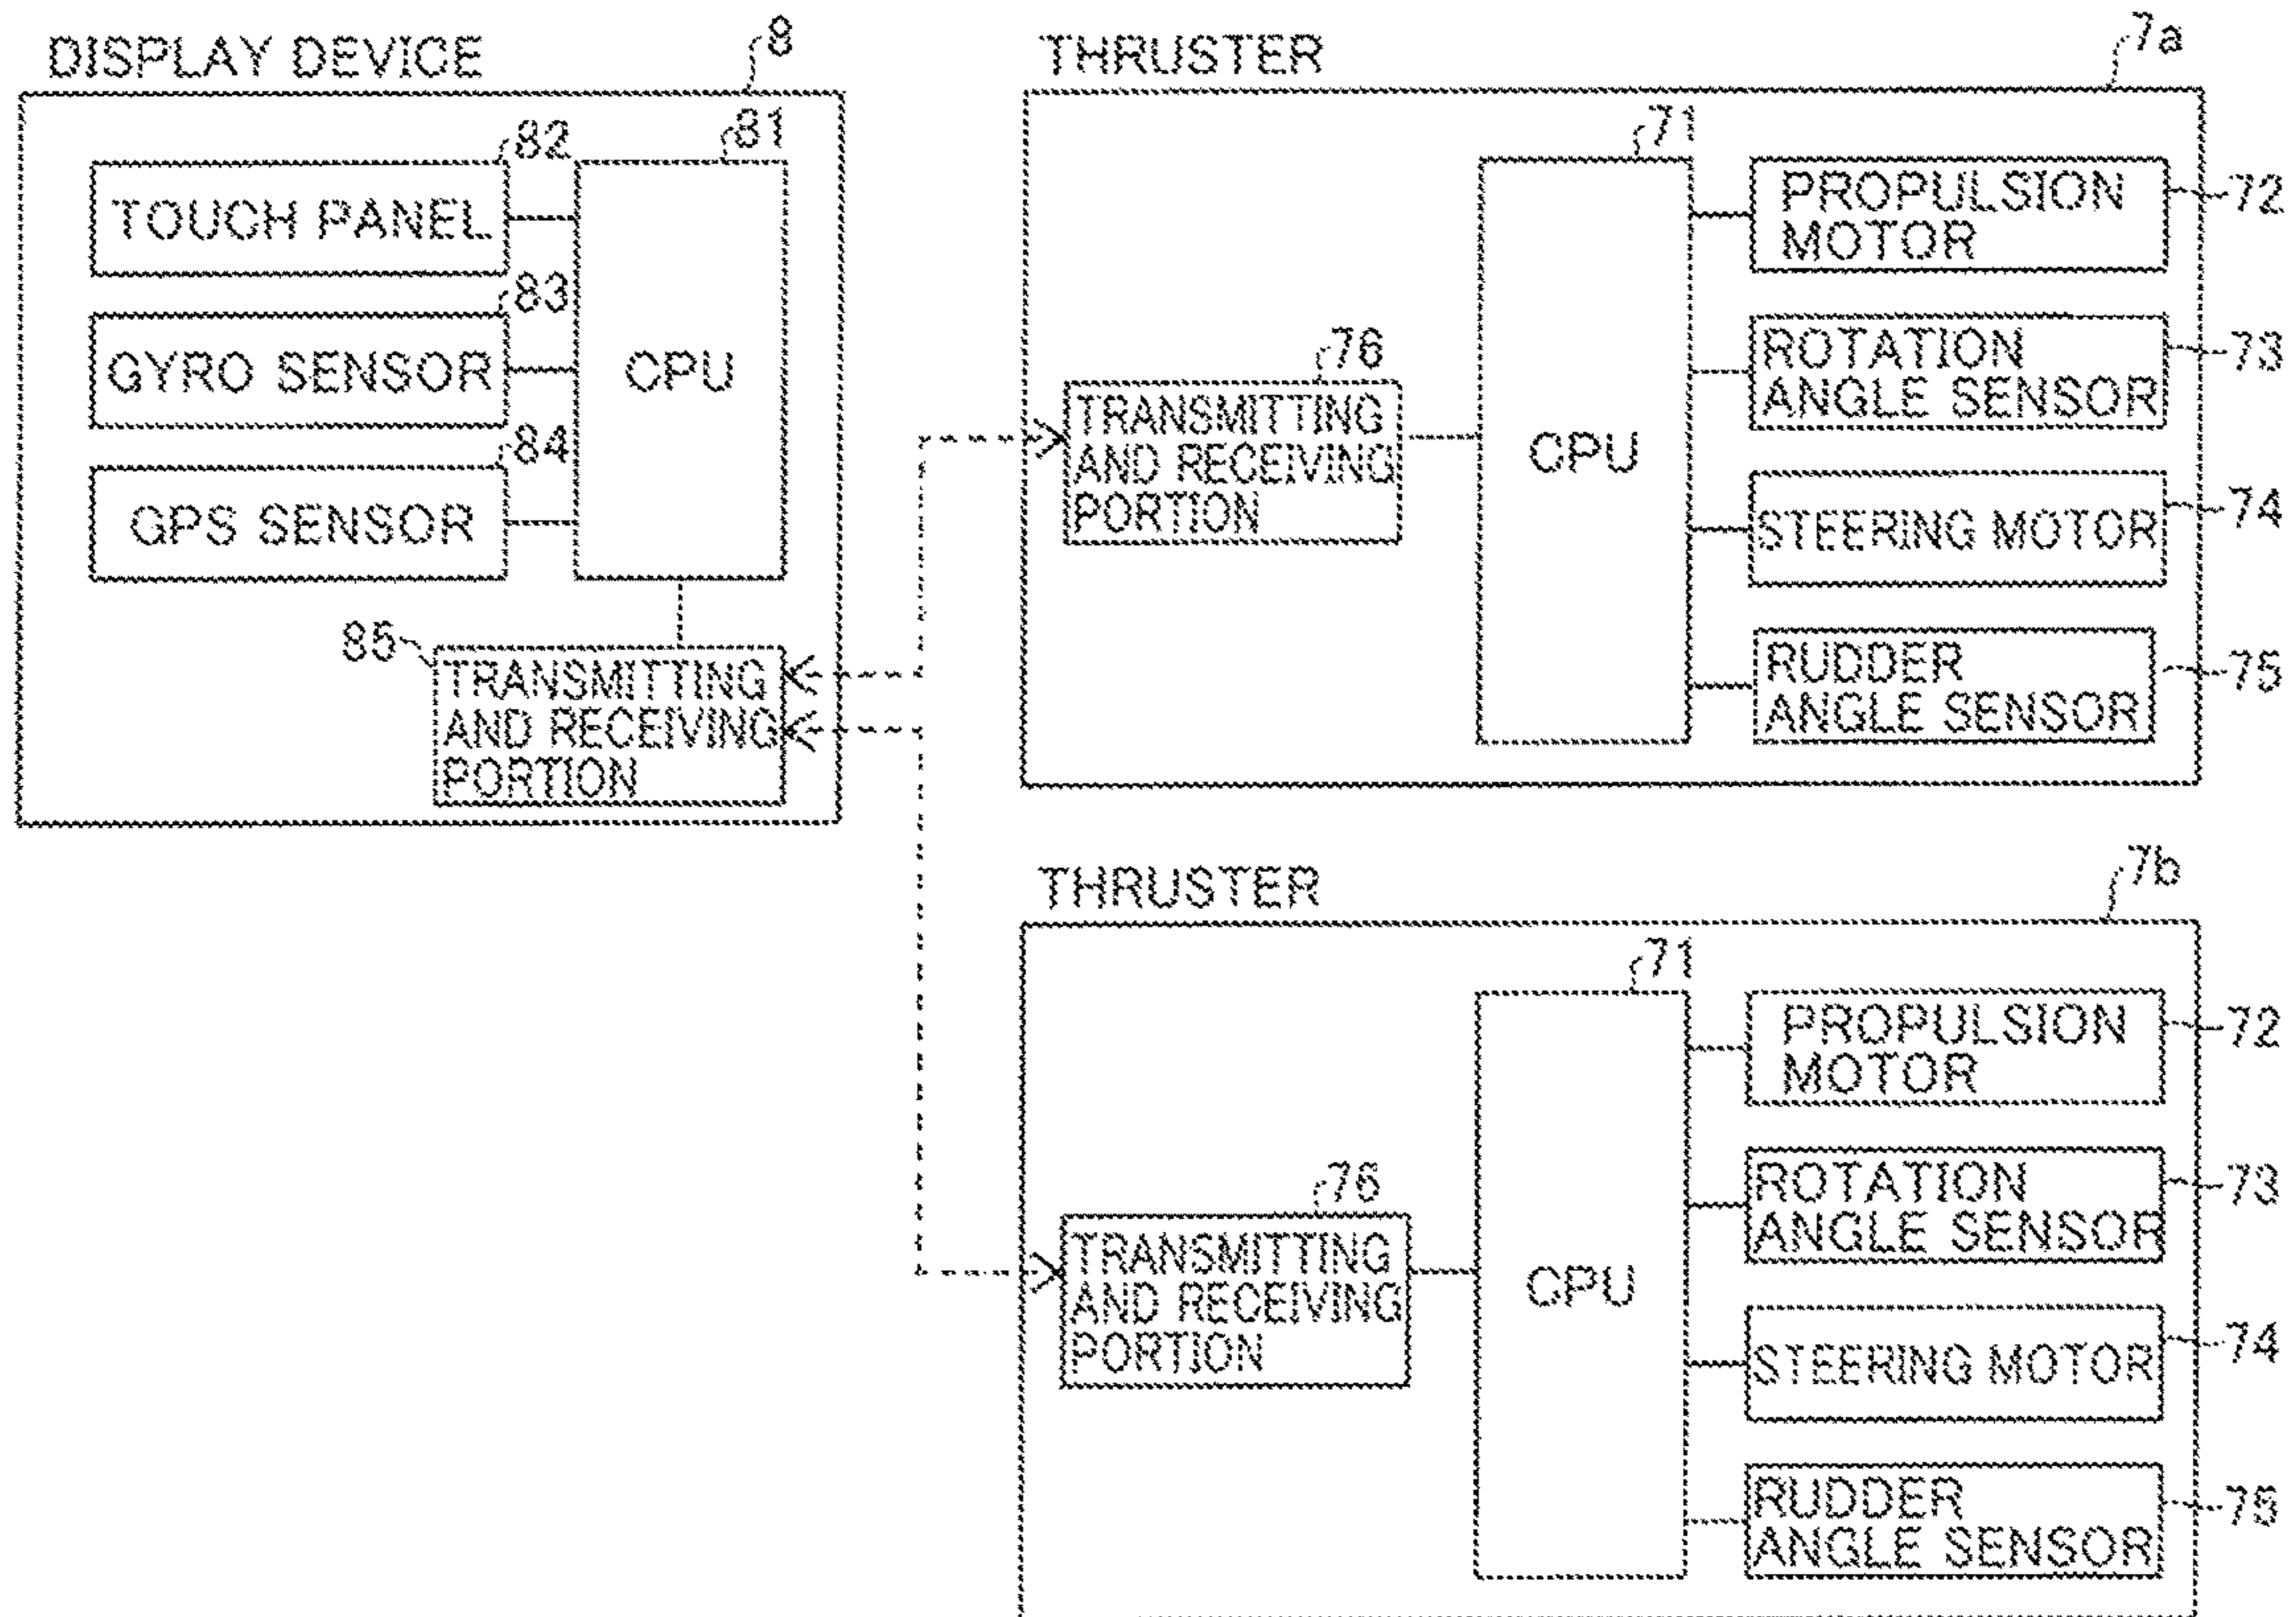 DISPLAY DEVICE
8
82
81
TOUCH PANEL
83
GYRO SENSOR
CPU
84
GPS SENSOR
85
TRANSMITTING
AND RECEIVING
PORTION
THRUSTER
7a
71
PROPULSION
MOTOR
72
ROTATION
ANGLE SENSOR
73
76
TRANSMITTING
AND RECEIVING
PORTION
CPU
STEERING MOTOR
74
RUDDER
ANGLE SENSOR
75
THRUSTER
7b
71
PROPULSION
MOTOR
72
ROTATION
ANGLE SENSOR
73
76
TRANSMITTING
AND RECEIVING
PORTION
CPU
STEERING MOTOR
74
RUDDER
ANGLE SENSOR
75